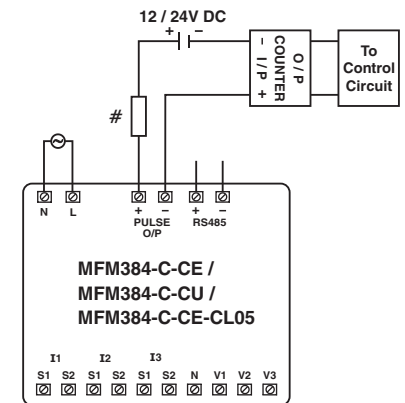 12 / 24V DC
+ –
– I/P +
COUNTER
O/P
To
Control
Circuit
#
N L + – + –
PULSE
O/P
RS485
MFM384-C-CE /
MFM384-C-CU /
MFM384-C-CE-CL05
I1 I2 I3
S1 S2 S1 S2 S1 S2 N V1 V2 V3